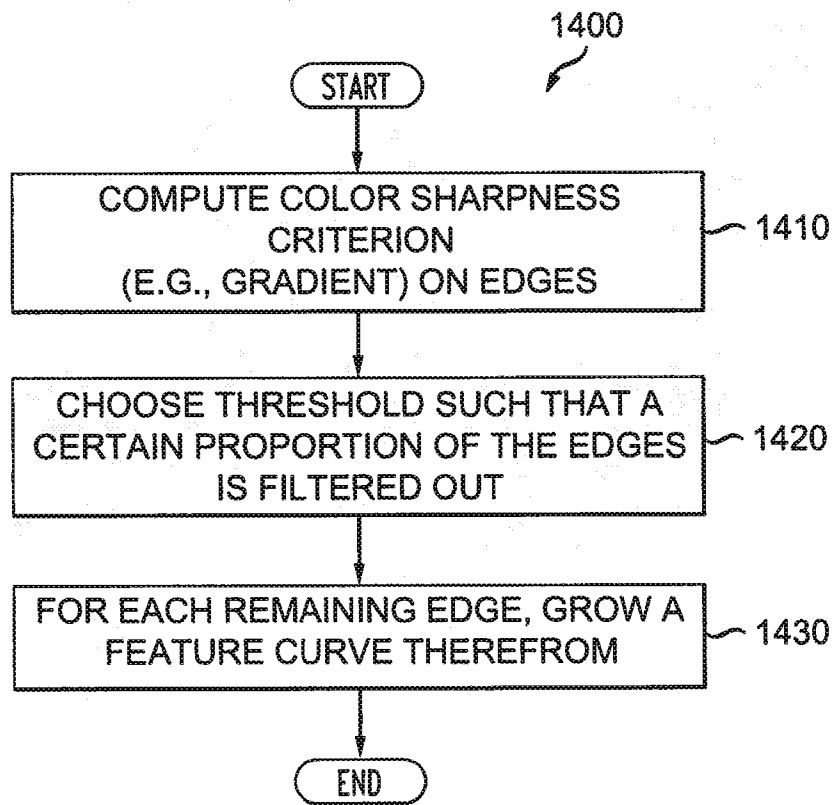 1400
START
COMPUTE COLOR SHARPNESS
CRITERION
(E.G., GRADIENT) ON EDGES
1410
CHOOSE THRESHOLD SUCH THAT A
CERTAIN PROPORTION OF THE EDGES
IS FILTERED OUT
1420
FOR EACH REMAINING EDGE, GROW A
FEATURE CURVE THEREFROM
1430
END